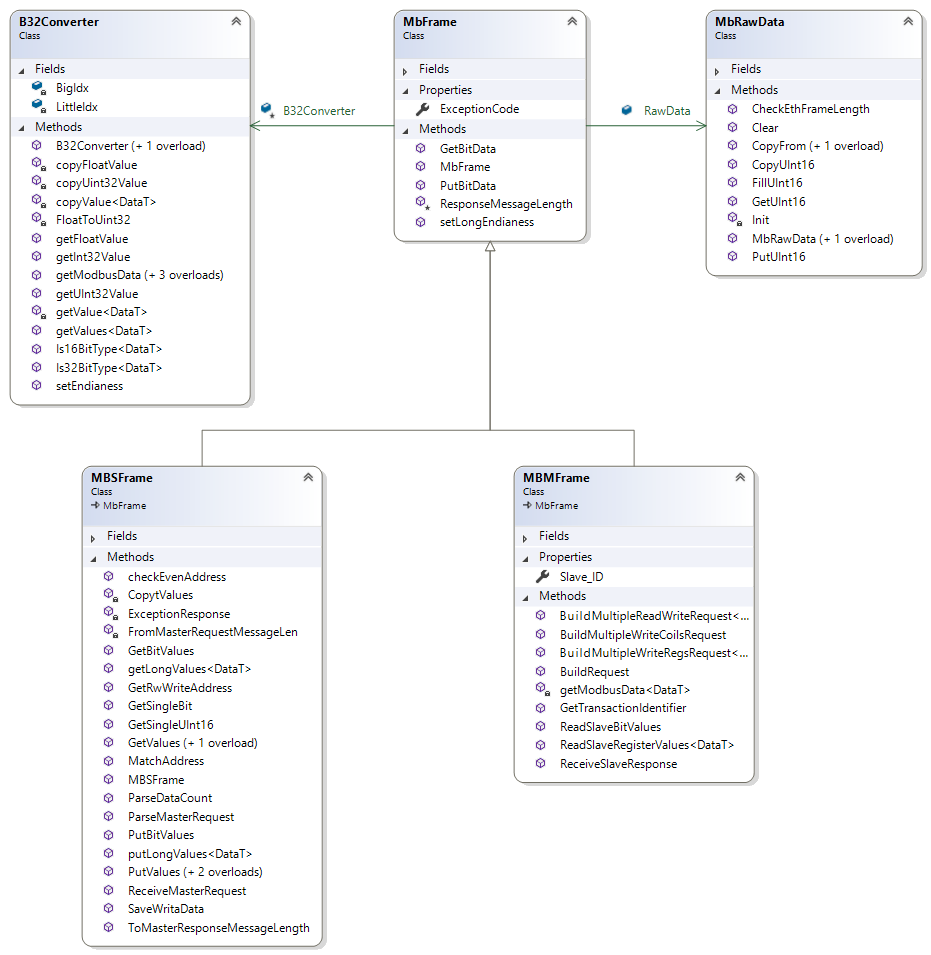 B32Converter
Class
Fields
BigIdx
LittleIdx
Methods
B32Converter (+ 1 overload)
copyFloatValue
copyUint32Value
copyValue<DataT>
FloatToUint32
getFloatValue
getInt32Value
getModbusData (+ 3 overloads)
getUInt32Value
getValue<DataT>
getValues<DataT>
Is16BitType<DataT>
Is32BitType<DataT>
setEndianess
B32Converter
MbFrame
Class
Fields
Properties
ExceptionCode
Methods
GetBitData
MbFrame
PutBitData
ResponseMessageLength
setLongEndianess
RawData
MbRawData
Class
Fields
Methods
CheckEthFrameLength
Clear
CopyFrom (+ 1 overload)
CopyUInt16
FillUInt16
GetUInt16
Init
MbRawData (+ 1 overload)
PutUInt16
MBSFrame
Class
MbFrame
Fields
Methods
checkEvenAddress
CopytValues
ExceptionResponse
FromMasterRequestMessageLen
GetBitValues
getLongValues<DataT>
GetRwWriteAddress
GetSingleBit
GetSingleUInt16
GetValues (+ 1 overload)
MatchAddress
MBSFrame
ParseDataCount
ParseMasterRequest
PutBitValues
putLongValues<DataT>
PutValues (+ 2 overloads)
ReceiveMasterRequest
SaveWritaData
ToMasterResponseMessageLength
MBMFrame
Class
MbFrame
Fields
Properties
Slave_ID
Methods
BuildMultipleReadWriteRequest<...
BuildMultipleWriteCoilsRequest
BuildMultipleWriteRegsRequest<...
BuildRequest
getModbusData<DataT>
GetTransactionIdentifier
ReadSlaveBitValues
ReadSlaveRegisterValues<DataT>
ReceiveSlaveResponse